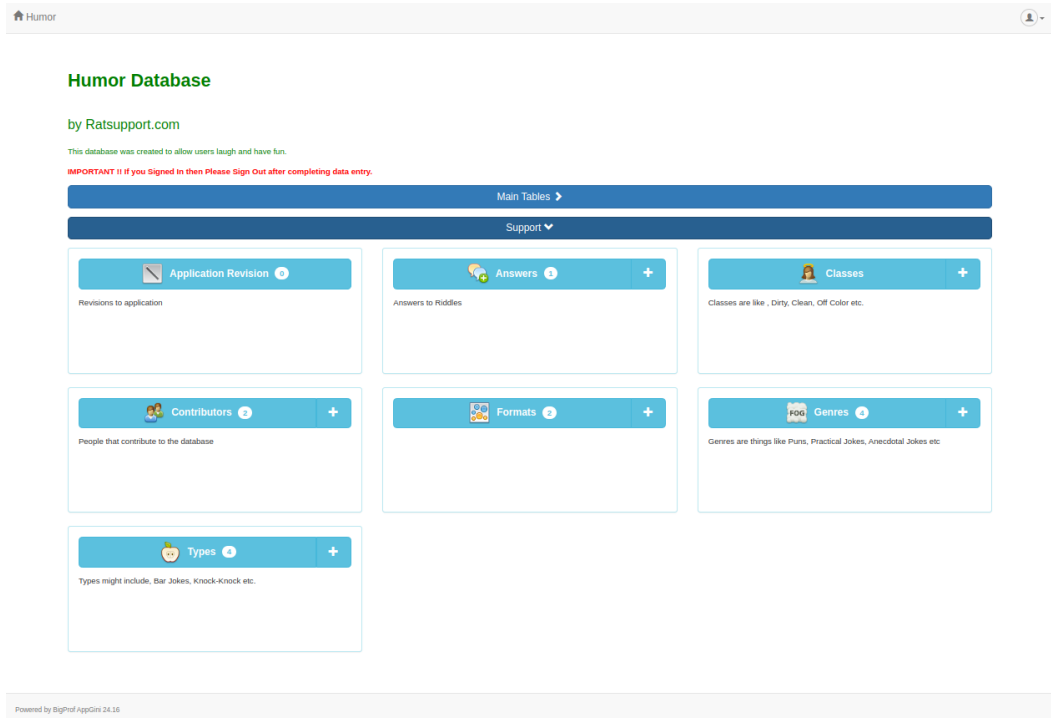 Humor
Humor Database
by Ratsupport.com
This database was created to allow users laugh and have fun.
IMPORTANT !! If you Signed In then Please Sign Out after completing data entry.
Main Tables
Support
Application Revision 0
Revisions to application
Answers 1
Answers to Riddles
Classes
Classes are like , Dirty, Clean, Off Color etc.
Contributors 2
People that contribute to the database
Formats 2
FOG Genres 4
Genres are things like Puns, Practical Jokes, Anecdotal Jokes etc
Types 4
Types might include, Bar Jokes, Knock-Knock etc.
Powered by BigProf AppGini 24.16